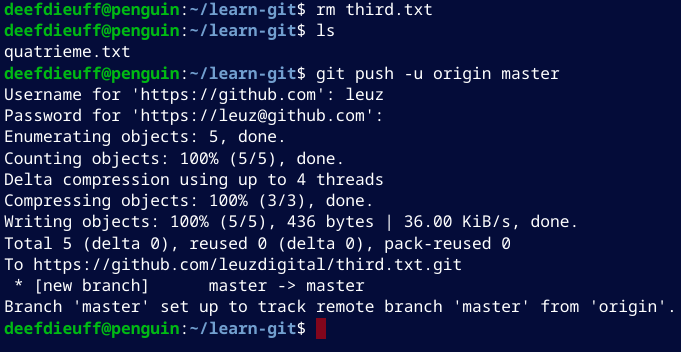 deefdieuff@penguin:~/learn-git$ rm third.txt
deefdieuff@penguin:~/learn-git$ ls
quatrieme.txt
deefdieuff@penguin:~/learn-git$ git push -u origin master
Username for 'https://github.com': leuz
Password for 'https://leuz@github.com':
Enumerating objects: 5, done.
Counting objects: 100% (5/5), done.
Delta compression using up to 4 threads
Compressing objects: 100% (3/3), done.
Writing objects: 100% (5/5), 436 bytes | 36.00 KiB/s, done.
Total 5 (delta 0), reused 0 (delta 0), pack-reused 0
To https://github.com/leuzdigital/third.txt.git
 * [new branch]      master -> master
Branch 'master' set up to track remote branch 'master' from 'origin'.
deefdieuff@penguin:~/learn-git$